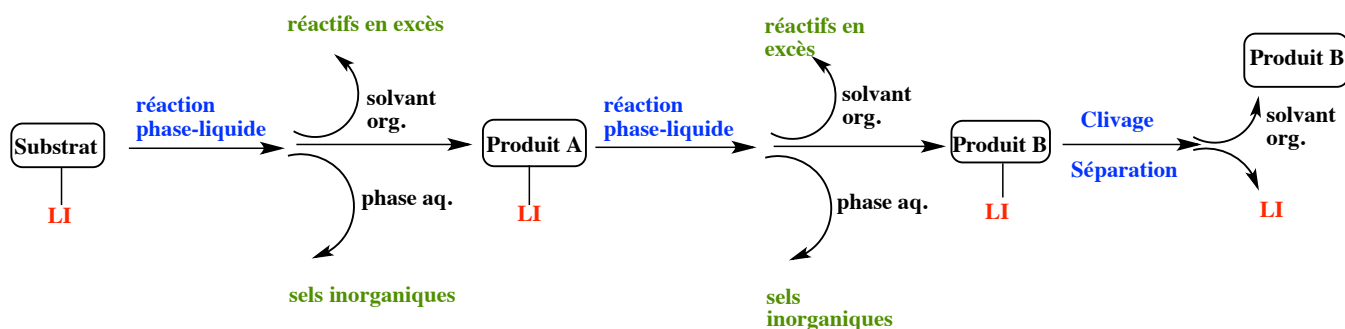 réactifs en excès
solvant
org.
réaction
phase-liquide
Substrat
LI
phase aq.
sels inorganiques
Produit A
LI
réactifs en
excès
solvant
org.
réaction
phase-liquide
phase aq.
sels
inorganiques
Produit B
LI
Clivage
Séparation
Produit B
solvant
org.
LI